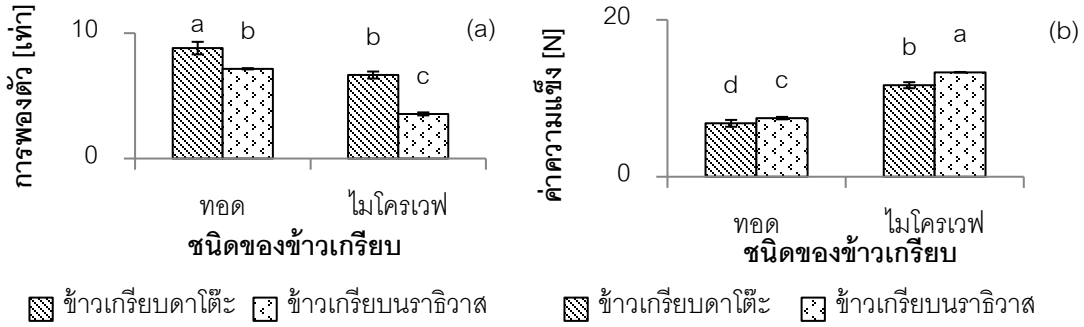 การพองตัว [เท่า]
10
0
a
b
b
c
(a)
ทอด ไมโครเวฟ
ชนิดของข้าวเกรียบ
ข้าวเกรียบดาโต๊ะ ข้าวเกรียบนราธิวาส
ค่าความแข็ง [N]
20
0
d
c
b
a
(b)
ทอด ไมโครเวฟ
ชนิดของข้าวเกรียบ
ข้าวเกรียบดาโต๊ะ ข้าวเกรียบนราธิวาส